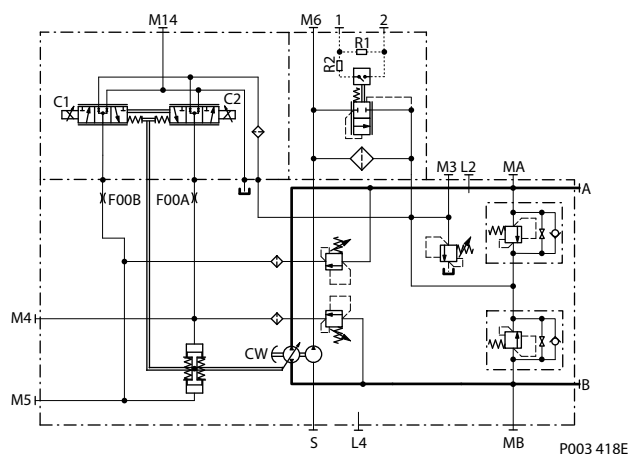 M14 M6 1 2
R1
R2
C1 C2
M3 L2 MA
A
F00B F00A
M4
CW
B
M5
S L4 MB
P003 418E